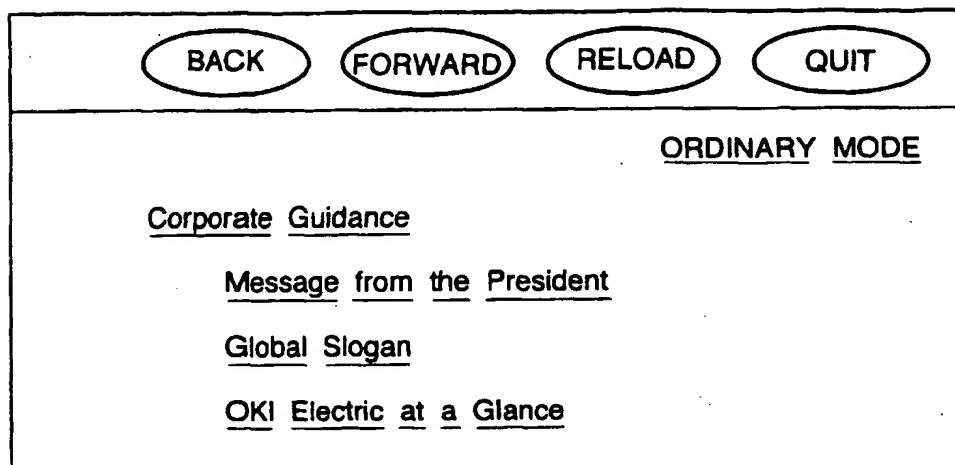 BACK FORWARD RELOAD QUIT
ORDINARY MODE
Corporate Guidance
Message from the President
Global Slogan
OKI Electric at a Glance